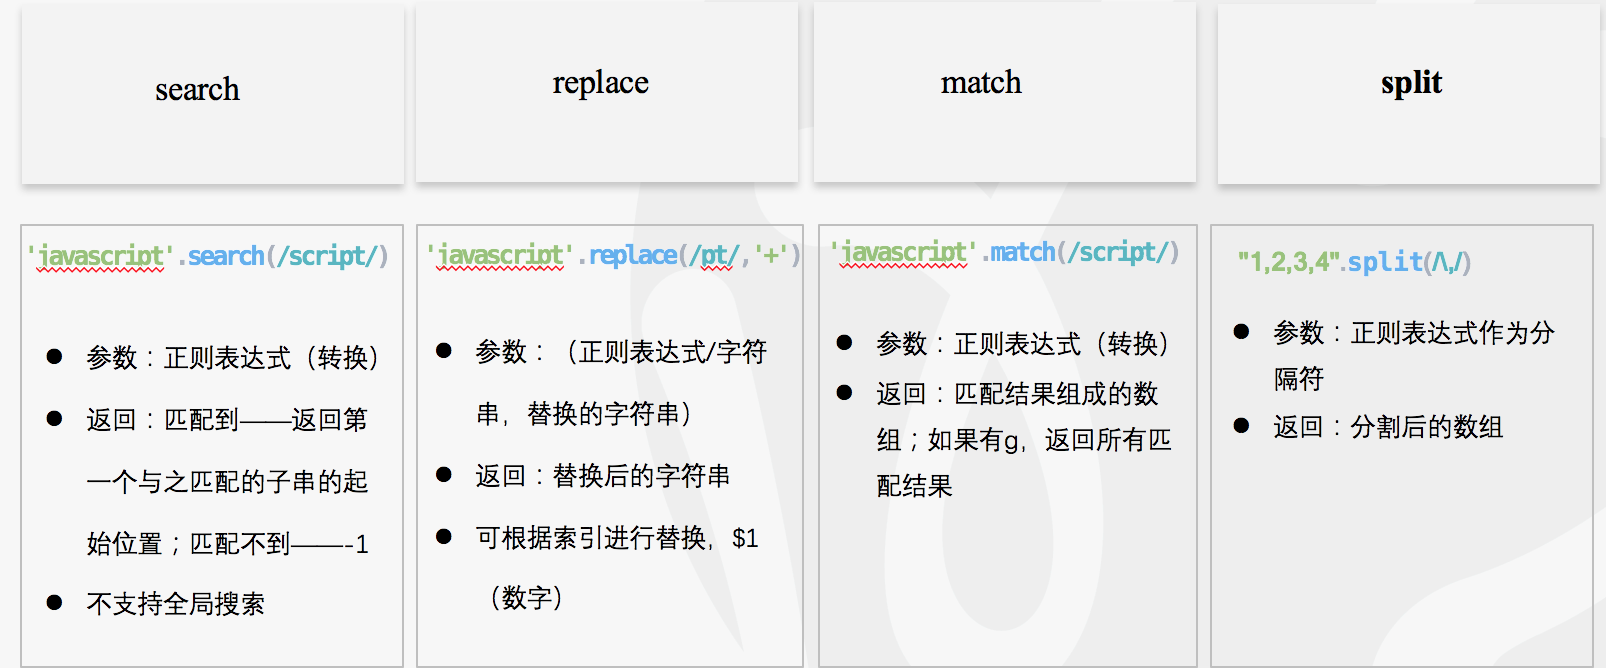 search
replace
match
split
'javascript'.search(/script/)
● 参数：正则表达式（转换）
● 返回：匹配到——返回第
一个与之匹配的子串的起
始位置；匹配不到——-1
● 不支持全局搜索
'javascript'.replace(/pt/,'+')
● 参数：（正则表达式/字符
串，替换的字符串）
● 返回：替换后的字符串
● 可根据索引进行替换，$1
（数字）
'javascript'.match(/script/)
● 参数：正则表达式（转换）
● 返回：匹配结果组成的数
组；如果有g，返回所有匹
配结果
"1,2,3,4".split(/\,/)
● 参数：正则表达式作为分
隔符
● 返回：分割后的数组